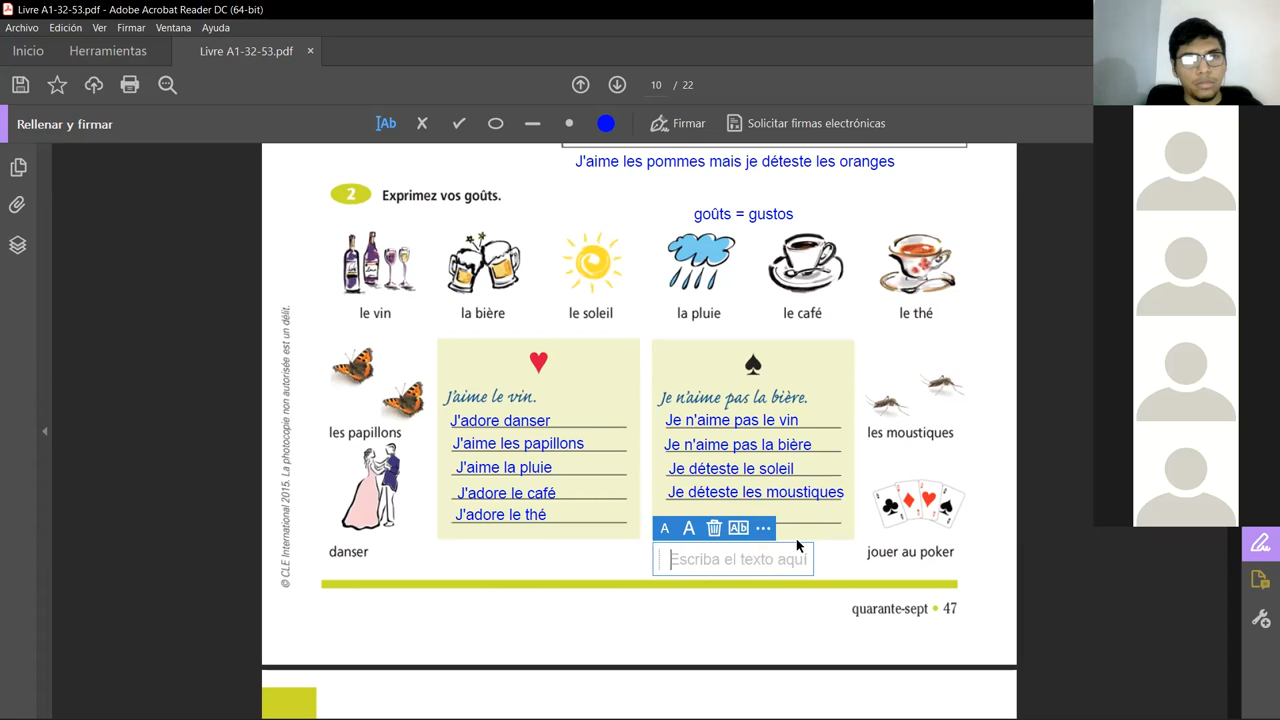 Livre A1-32-53.pdf - Adobe Acrobat Reader DC (64-bit)
Archivo Edición Ver Firmar Ventana Ayuda
Inicio Herramientas Livre A1-32-53.pdf ×
10 / 22
Rellenar y firmar
Ab Firmar Solicitar firmas electrónicas
J'aime les pommes mais je déteste les oranges
2 Exprimez vos goûts.
goûts = gustos
le vin la bière le soleil la pluie le café le thé
© CLE International 2015. La photocopie non autorisée est un délit.
les papillons
danser
J'aime le vin.
J'adore danser
J'aime les papillons
J'aime la pluie
J'adore le café
J'adore le thé
Je n'aime pas la bière.
Je n'aime pas le vin
Je n'aime pas la bière
Je déteste le soleil
Je déteste les moustiques
A A Ab
Escriba el texto aquí
les moustiques
jouer au poker
quarante-sept • 47